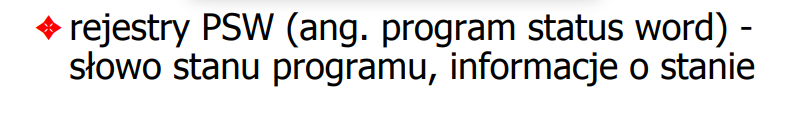 rejestry PSW (ang. program status word) -
słowo stanu programu, informacje o stanie